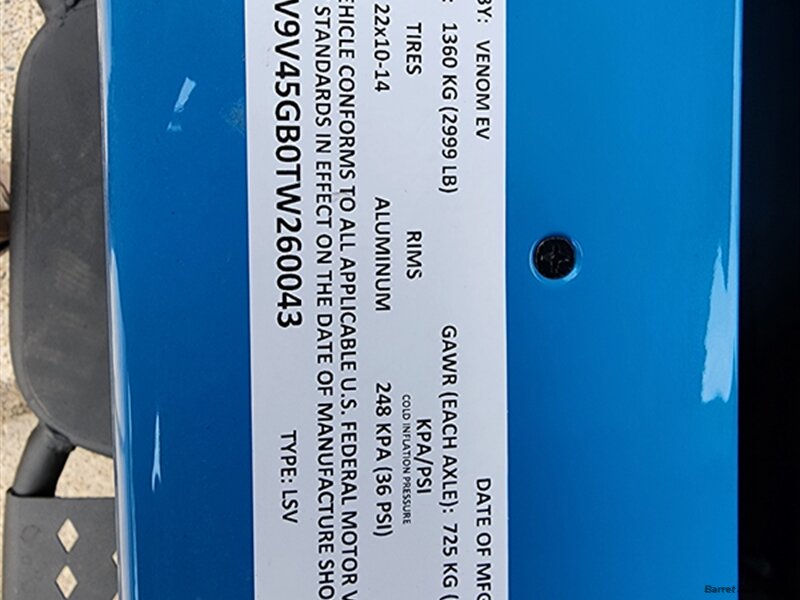 BY: VENOM EV DATE OF MFG
: 1360 KG (2999 LB) GAWR (EACH AXLE): 725 KG (
TIRES RIMS KPA/PSI
COLD INFLATION PRESSURE
22x10-14 ALUMINUM 248 KPA (36 PSI)
EHICLE CONFORMS TO ALL APPLICABLE U.S. FEDERAL MOTOR V
STANDARDS IN EFFECT ON THE DATE OF MANUFACTURE SHO
V9V45GB0TW260043 TYPE: LSV
Barret